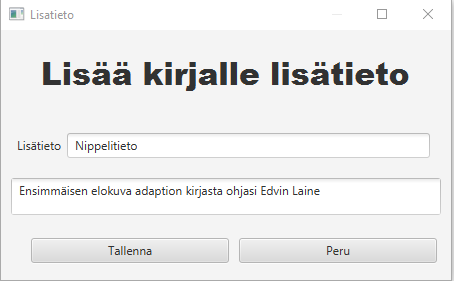 Lisatieto
Lisää kirjalle lisätieto
Lisätieto Nippelitieto
Ensimmäisen elokuva adaption kirjasta ohjasi Edvin Laine
Tallenna Peru